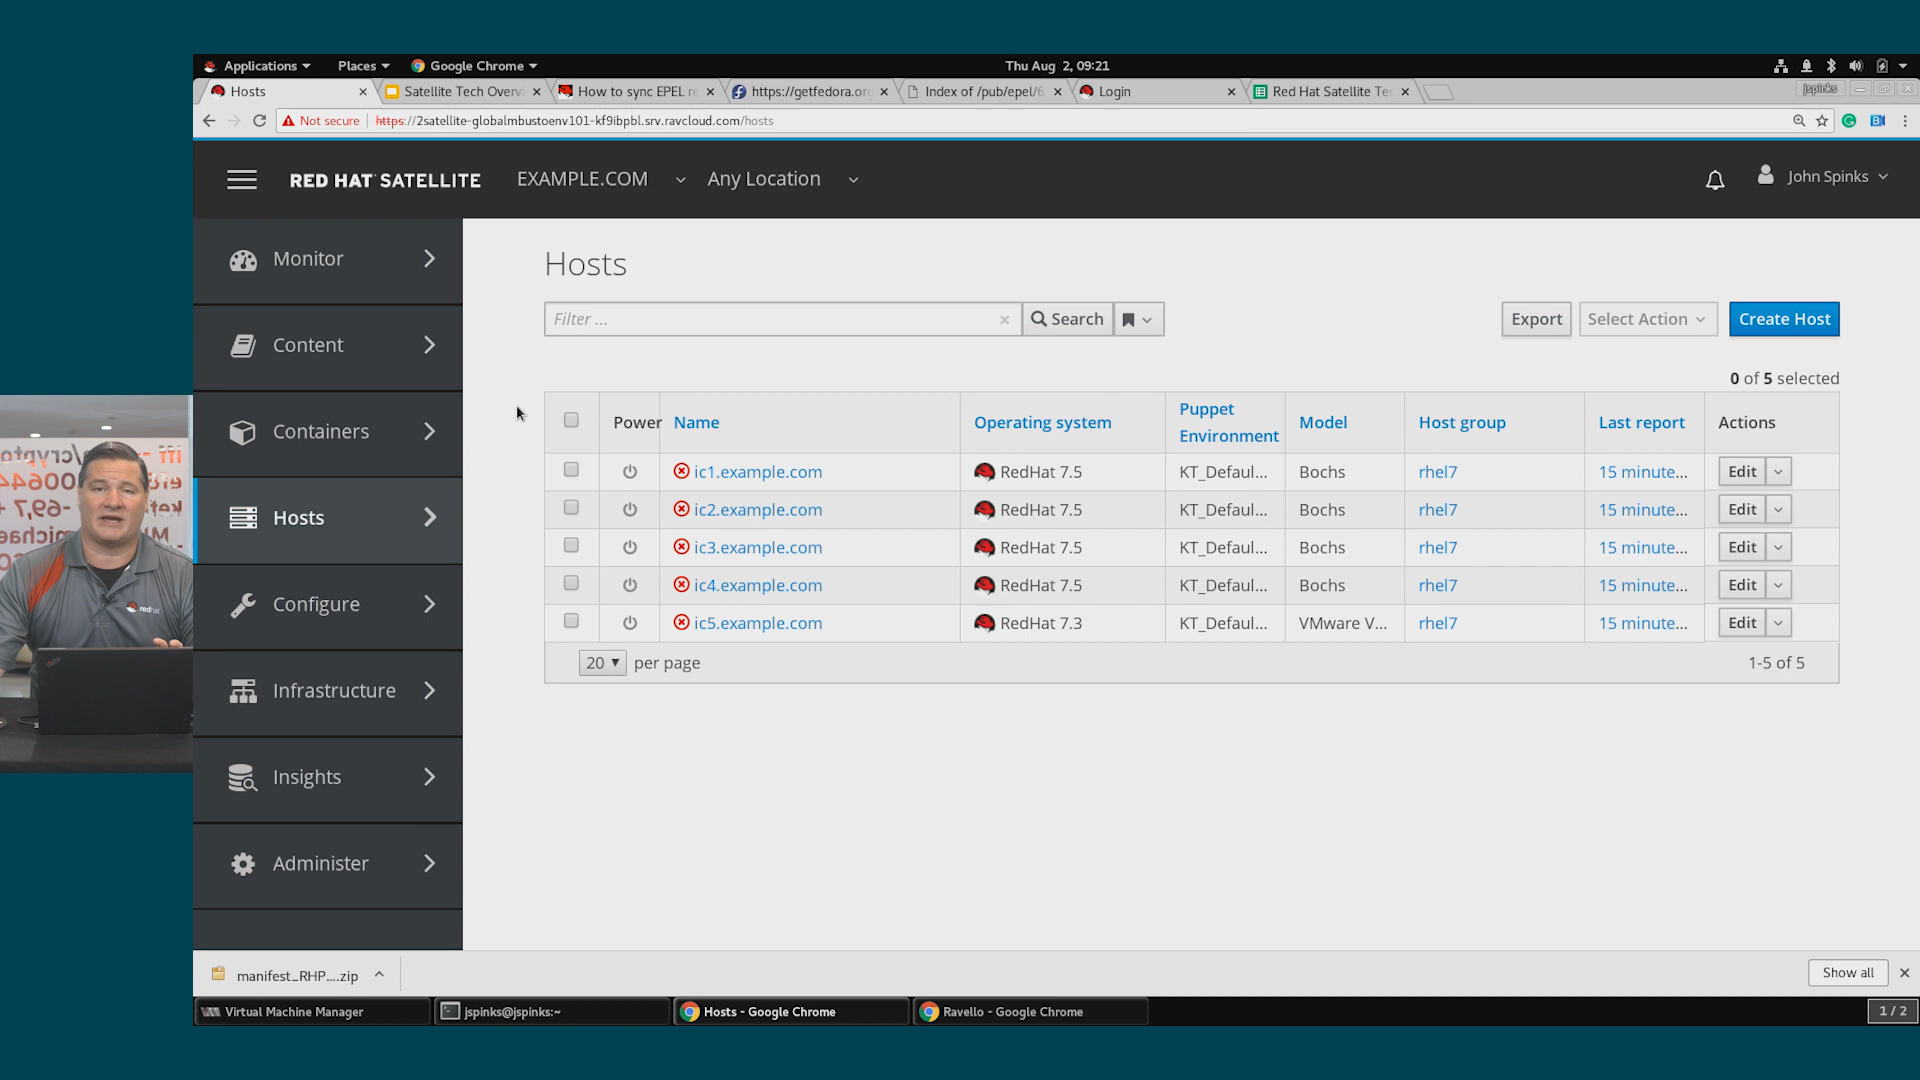 Applications Places Google Chrome Thu Aug 2, 09:21
Hosts Satellite Tech Overvi How to sync EPEL re https://getfedora.org Index of /pub/epel/6 Login Red Hat Satellite Tec jspinks
Not secure https://2satellite-globalmbustoenv101-kf9ibpbl.srv.ravcloud.com/hosts
RED HAT SATELLITE EXAMPLE.COM Any Location John Spinks
Monitor
Content
Containers
Hosts
Configure
Infrastructure
Insights
Administer
Hosts
Filter ... Search Export Select Action Create Host
0 of 5 selected
Power Name Operating system Puppet Environment Model Host group Last report Actions
ic1.example.com RedHat 7.5 KT_Defaul... Bochs rhel7 15 minute... Edit
ic2.example.com RedHat 7.5 KT_Defaul... Bochs rhel7 15 minute... Edit
ic3.example.com RedHat 7.5 KT_Defaul... Bochs rhel7 15 minute... Edit
ic4.example.com RedHat 7.5 KT_Defaul... Bochs rhel7 15 minute... Edit
ic5.example.com RedHat 7.3 KT_Defaul... VMware V... rhel7 15 minute... Edit
20 per page 1-5 of 5
redhat
manifest_RHP....zip Show all
Virtual Machine Manager jspinks@jspinks:~ Hosts - Google Chrome Ravello - Google Chrome 1 / 2